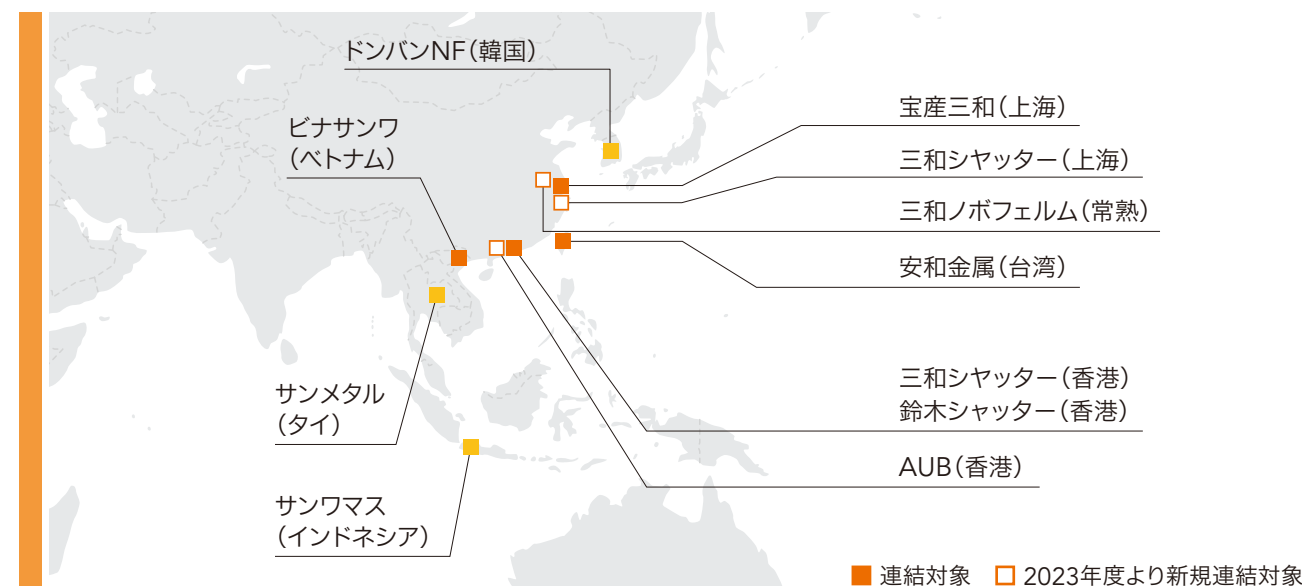 ドンバンNF（韓国）
ビナサンワ
（ベトナム）
サンメタル
（タイ）
サンワマス
（インドネシア）
宝産三和（上海）
三和シヤッター（上海）
三和ノボフェルム（常熟）
安和金属（台湾）
三和シヤッター（香港）
鈴木シャッター（香港）
AUB（香港）
連結対象 2023年度より新規連結対象